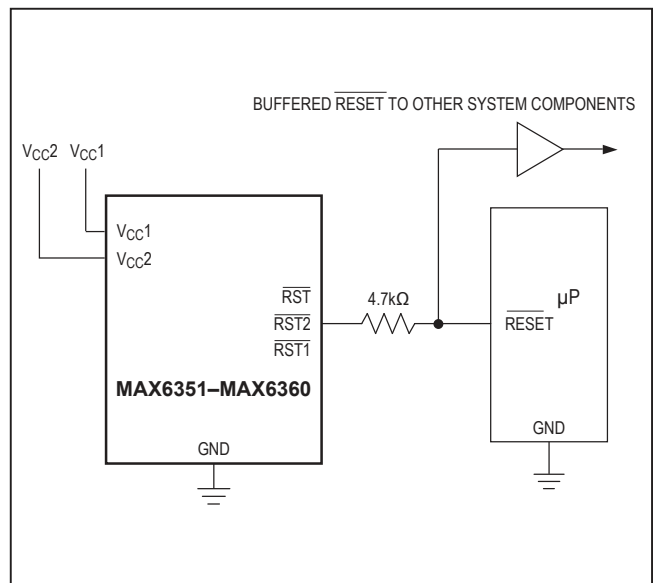 BUFFERED RESET TO OTHER SYSTEM COMPONENTS
VCC2 VCC1
VCC1
VCC2
RST
RST2
RST1
4.7kΩ
µP
RESET
MAX6351–MAX6360
GND
GND